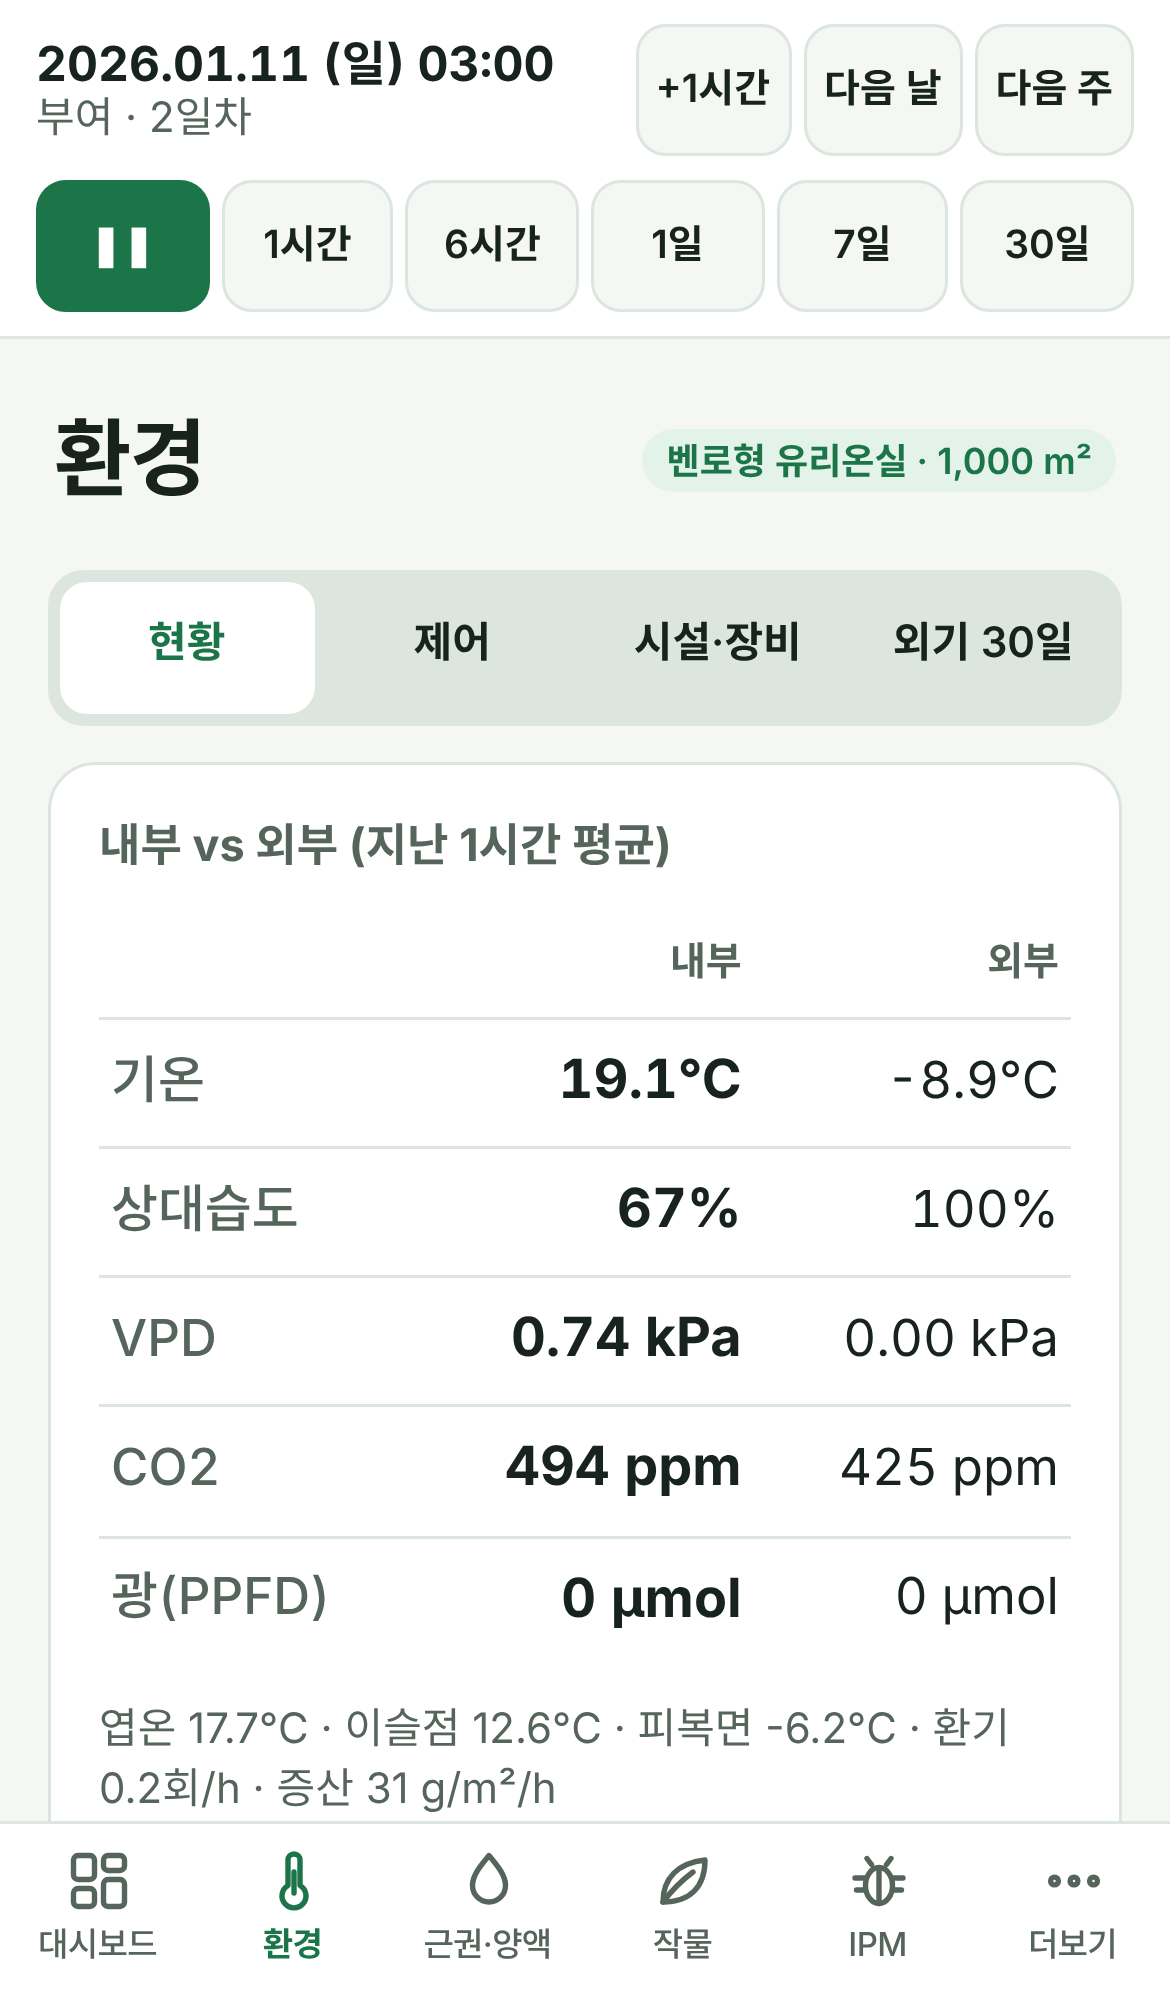 2026.01.11 (일) 03:00
부여 · 2일차
+1시간
다음 날
다음 주
1시간
6시간
1일
7일
30일
환경
벤로형 유리온실 · 1,000 m²
현황
제어
시설·장비
외기 30일
내부 vs 외부 (지난 1시간 평균)
내부 외부
기온 19.1°C -8.9°C
상대습도 67% 100%
VPD 0.74 kPa 0.00 kPa
CO2 494 ppm 425 ppm
광(PPFD) 0 µmol 0 µmol
엽온 17.7°C · 이슬점 12.6°C · 피복면 -6.2°C · 환기
0.2회/h · 증산 31 g/m²/h
대시보드
환경
근권·양액
작물
IPM
더보기